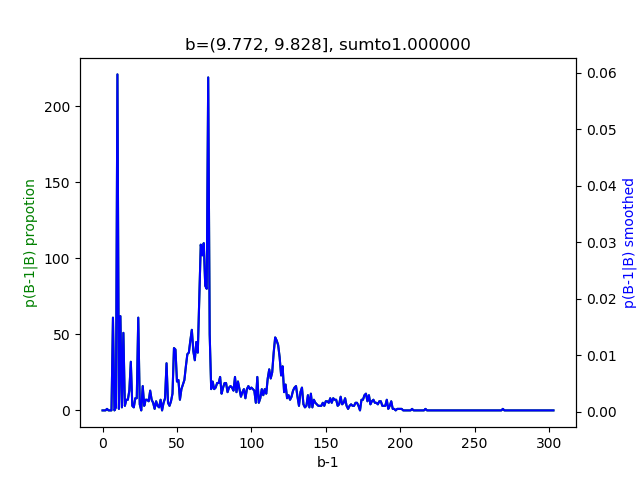 b=(9.772, 9.828], sumto1.000000
p(B-1|B) propotion
200
150
100
50
0
0.06
0.05
0.04
0.03
0.02
0.01
0.00
p(B-1|B) smoothed
0 50 100 150 200 250 300
b-1